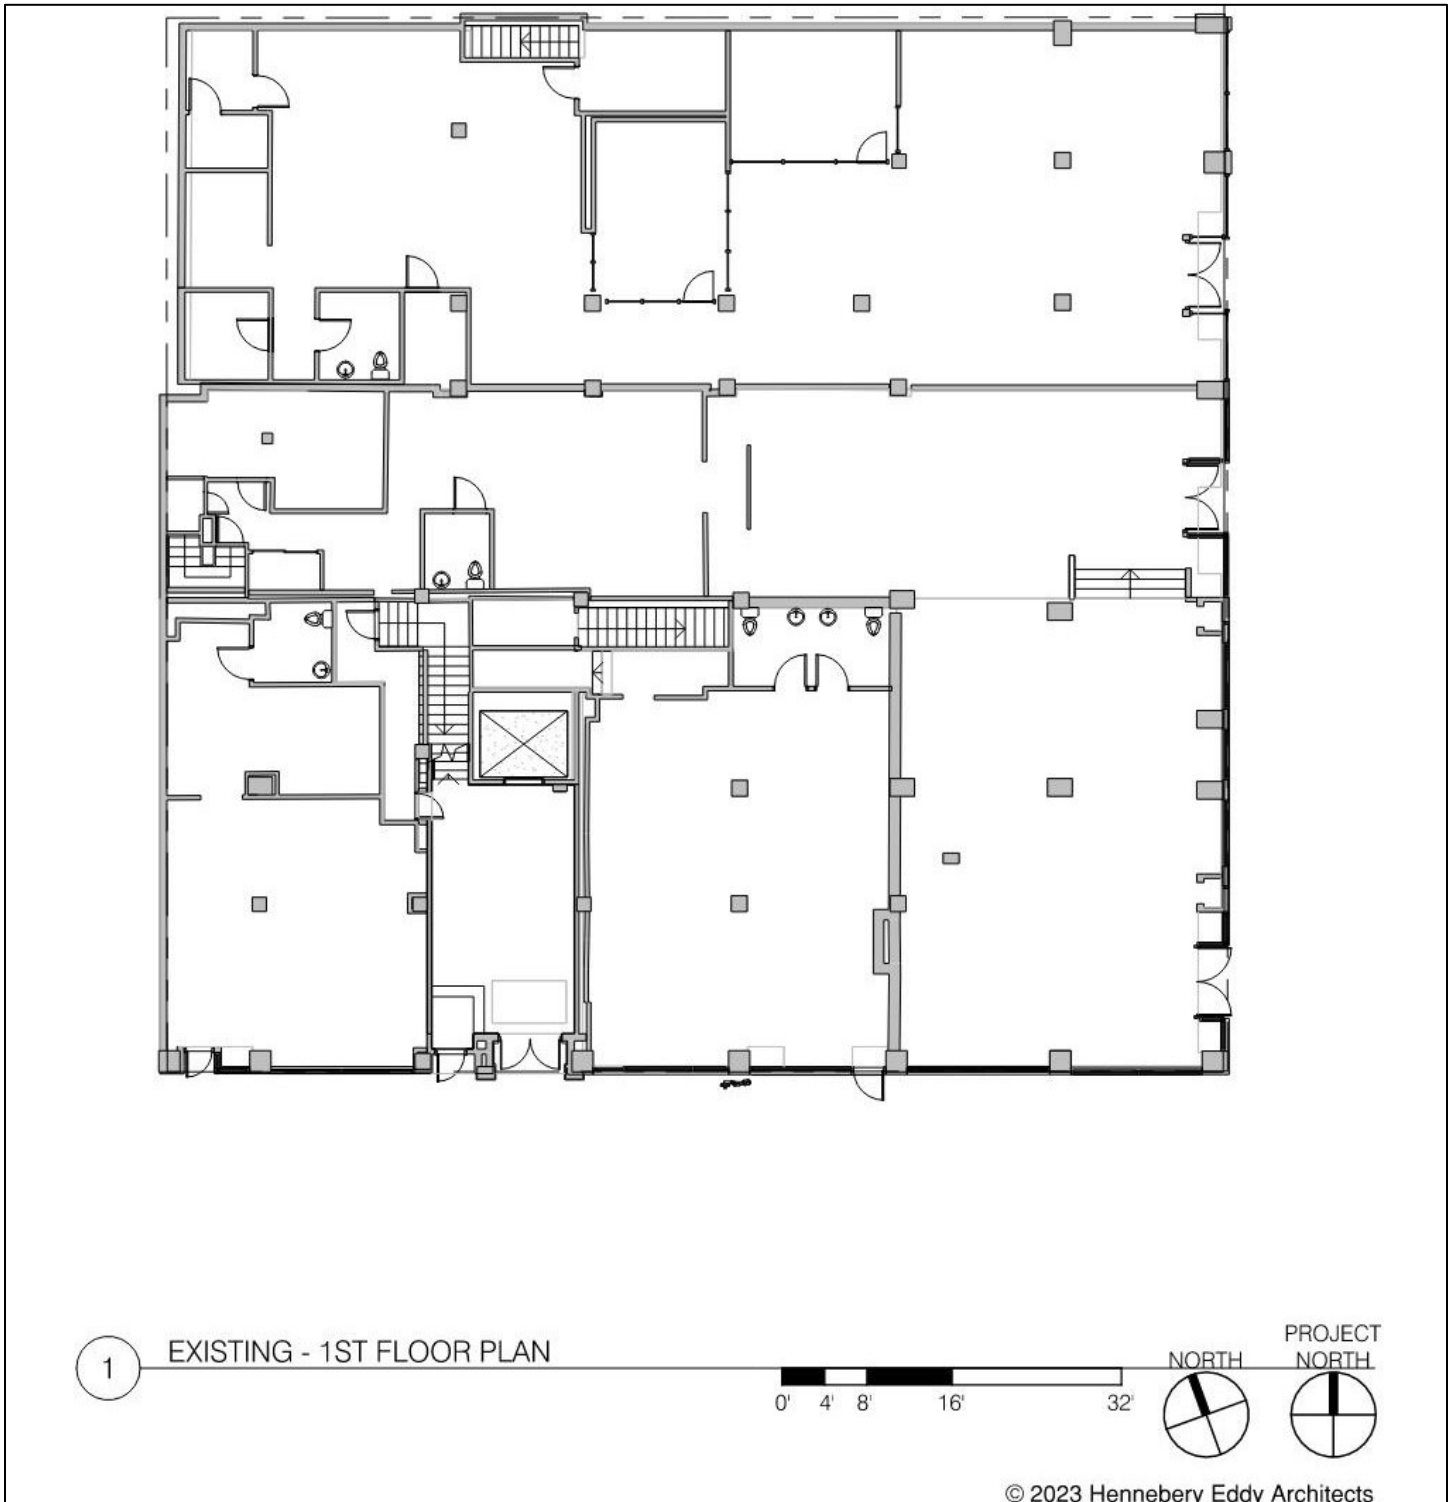 1
EXISTING - 1ST FLOOR PLAN
0' 4' 8' 16' 32'
NORTH
PROJECT
NORTH
© 2023 Hennebery Eddy Architects